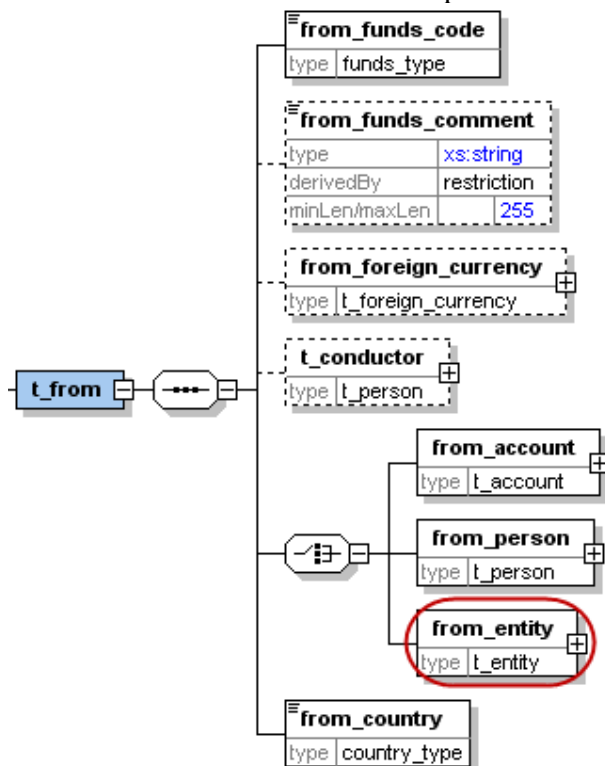 from_funds_code
type funds_type
from_funds_comment
type xs:string
derivedBy restriction
minLen/maxLen 255
from_foreign_currency
type t_foreign_currency
t_conductor
type t_person
t_from
from_account
type t_account
from_person
type t_person
from_entity
type t_entity
from_country
type country_type